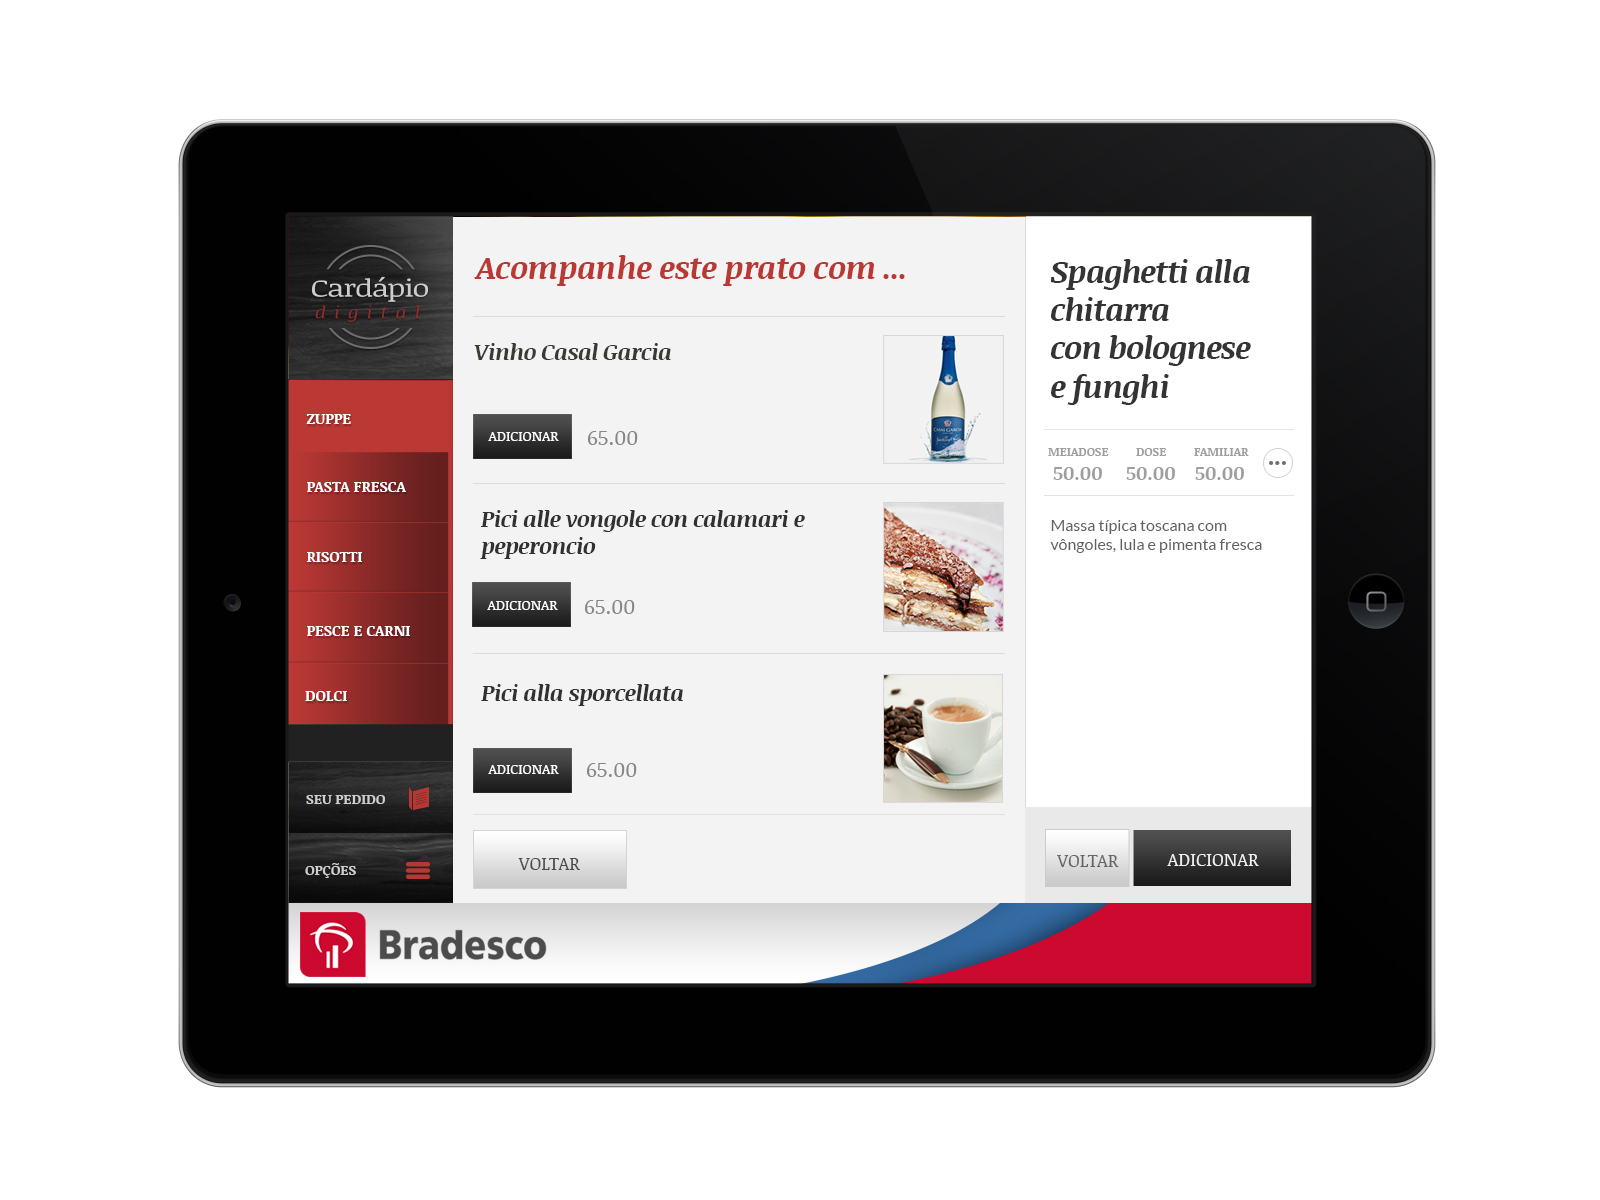 Cardápio
digital
ZUPPE
PASTA FRESCA
RISOTTI
PESCE E CARNI
DOLCI
SEU PEDIDO
OPÇÕES
Acompanhe este prato com ...
Vinho Casal Garcia
ADICIONAR 65.00
CASAL GARCIA
Pici alle vongole con calamari e
peperoncio
ADICIONAR 65.00
Pici alla sporcellata
ADICIONAR 65.00
VOLTAR
Spaghetti alla
chitarra
con bolognese
e funghi
MEIADOSE DOSE FAMILIAR
50.00 50.00 50.00
Massa típica toscana com
vôngoles, lula e pimenta fresca
VOLTAR ADICIONAR
Bradesco